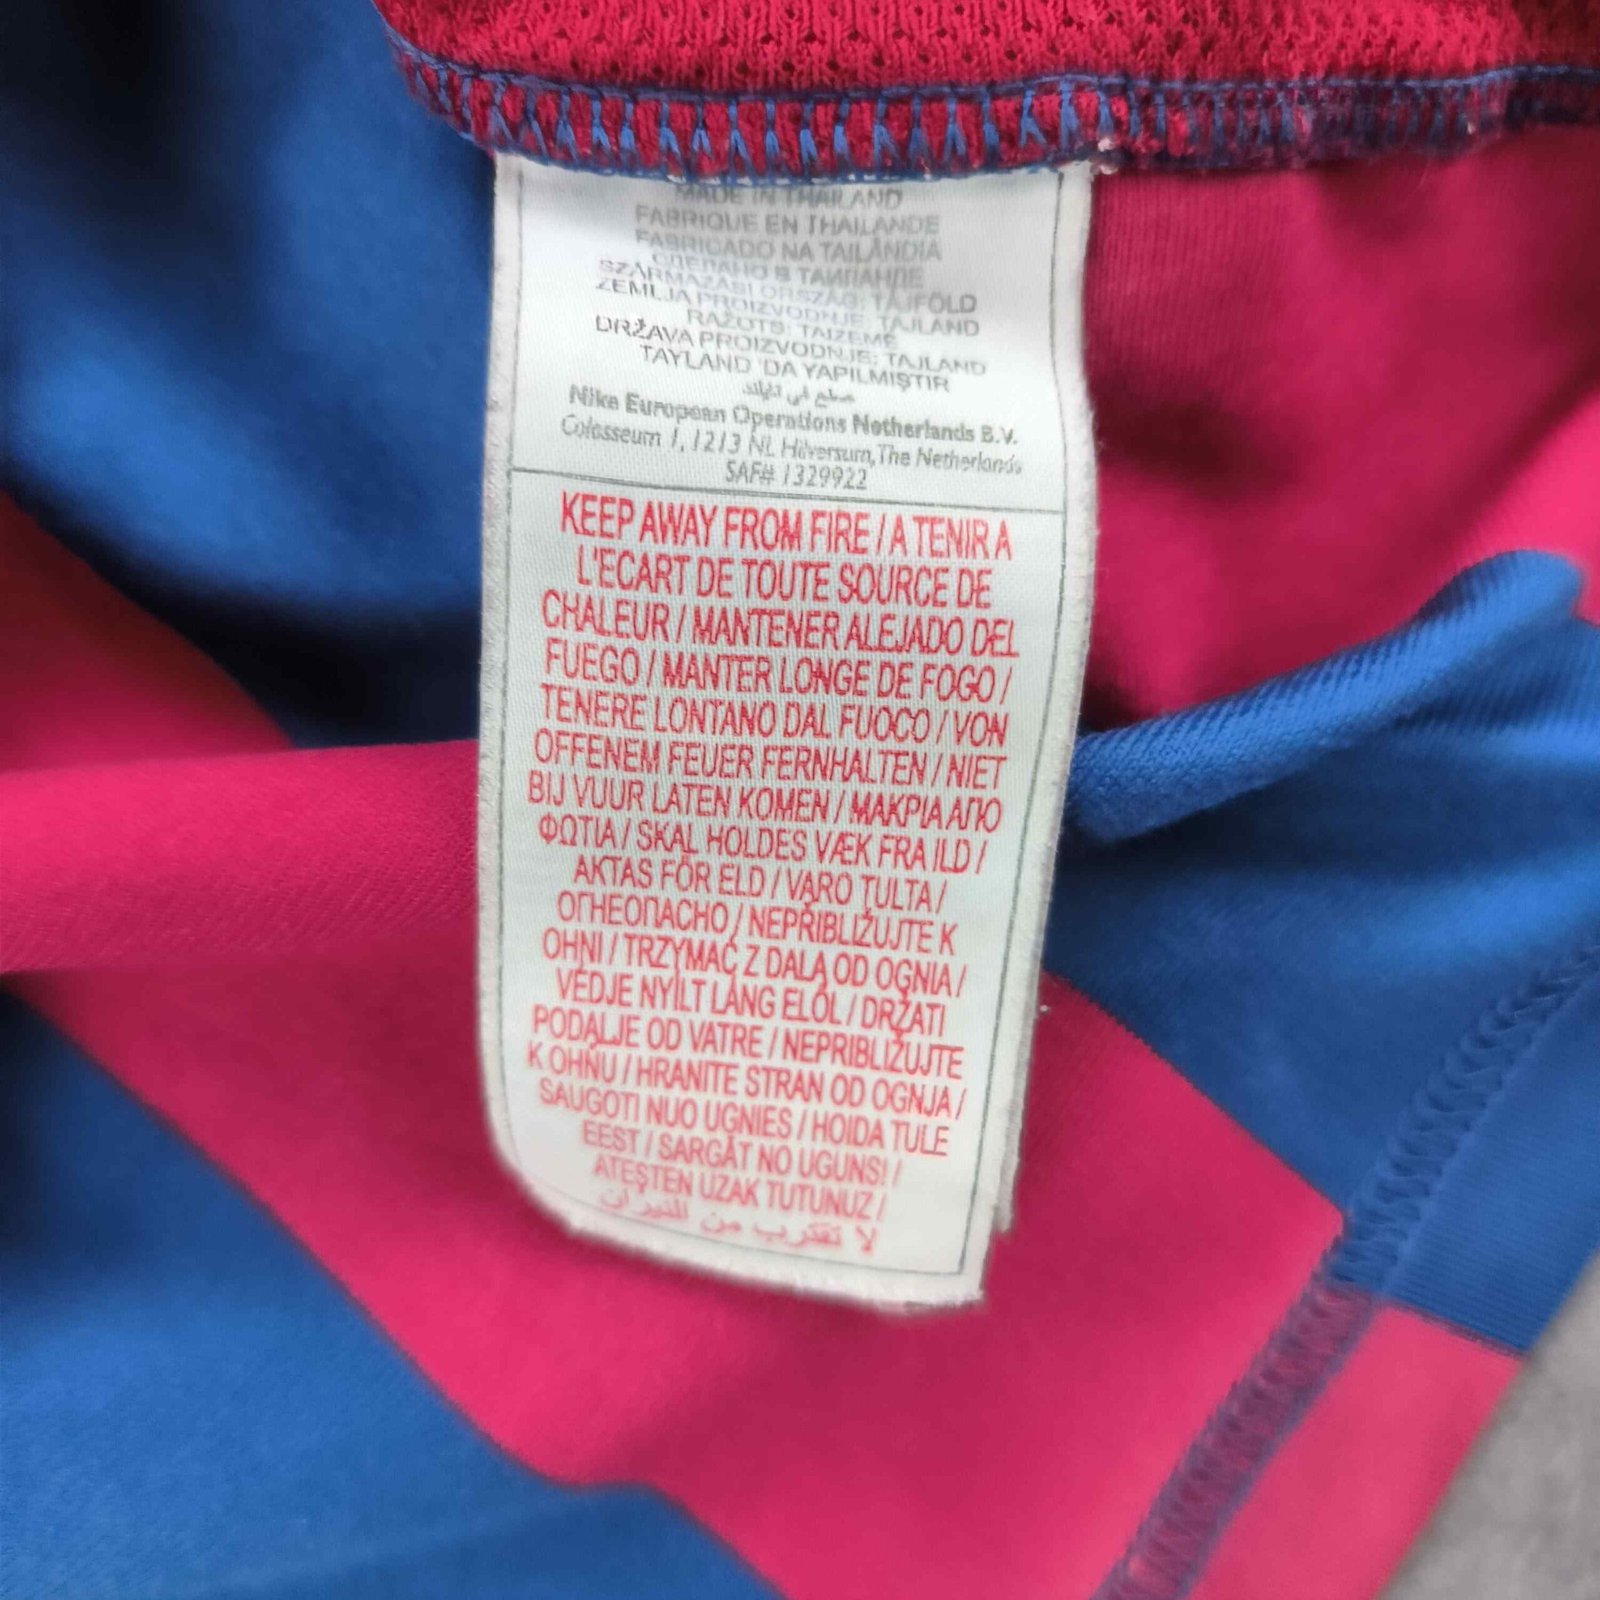 MADE IN THAILAND
FABRIQUE EN THAILANDE
FABRICADO NA TAILÂNDIA
СДЕЛАНО В ТАИЛАНДЕ
SZÁRMAZÁSI ORSZÁG: TAJFÖLD
ZEMLJA PROIZVODNJE: TAJLAND
RAŽOTS: TAIZEMĒ
DRŽAVA PROIZVODNJE: TAJLAND
TAYLAND 'DA YAPILMIŞTIR
صنع في تايلاند
Nike European Operations Netherlands B.V.
Colosseum 1, 1213 NL Hilversum, The Netherlands
SAF# 1329922
KEEP AWAY FROM FIRE / A TENIR A
L'ECART DE TOUTE SOURCE DE
CHALEUR / MANTENER ALEJADO DEL
FUEGO / MANTER LONGE DE FOGO /
TENERE LONTANO DAL FUOCO / VON
OFFENEM FEUER FERNHALTEN / NIET
BIJ VUUR LATEN KOMEN / ΜΑΚΡΙΑ ΑΠΟ
ΦΩΤΙΑ / SKAL HOLDES VÆK FRA ILD /
AKTAS FÖR ELD / VARO TULTA /
ОГНЕОПАСНО / NEPŘIBLIŽUJTE K
OHNI / TRZYMAĆ Z DALA OD OGNIA /
VÉDJE NYÍLT LÁNG ELÖL / DRŽATI
PODALJE OD VATRE / NEPRIBLIŽUJTE
K OHŇU / HRANITE STRAN OD OGNJA /
SAUGOTI NUO UGNIES / HOIDA TULE
EEST / SARGĀT NO UGUNS! /
ATEŞTEN UZAK TUTUNUZ /
لا تقترب من النيران